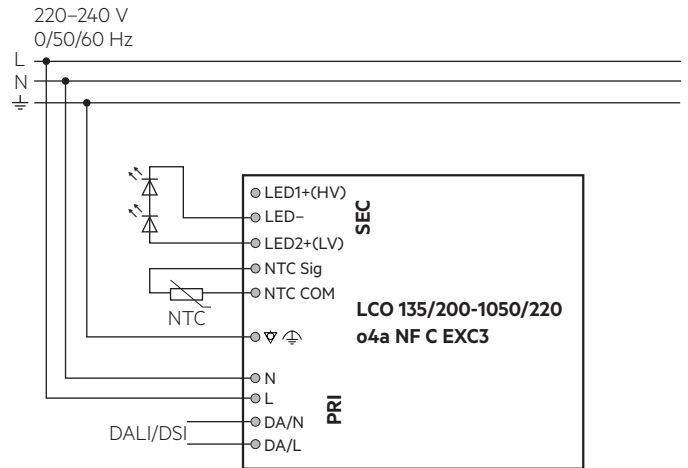 220–240 V
0/50/60 Hz
L
N
LED1+(HV)
LED–
LED2+(LV)
SEC
NTC Sig
NTC COM
NTC
LCO 135/200-1050/220
o4a NF C EXC3
N
L
PRI
DA/N
DALI/DSI
DA/L